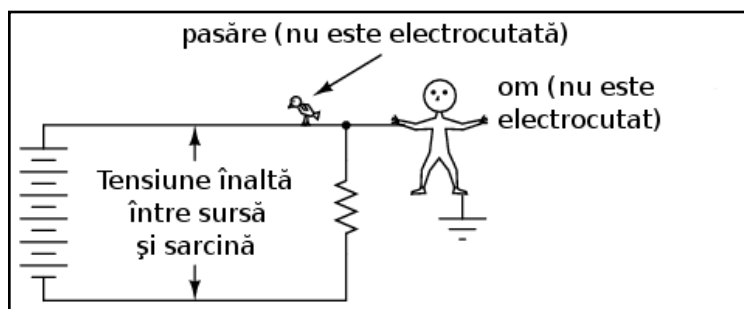 pasăre (nu este electrocutată)
om (nu este
electrocutat)
Tensiune înaltă
între sursă
şi sarcină